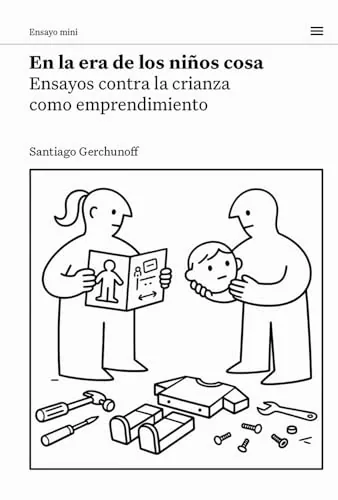 Ensayo mini
En la era de los niños cosa
Ensayos contra la crianza
como emprendimiento
Santiago Gerchunoff